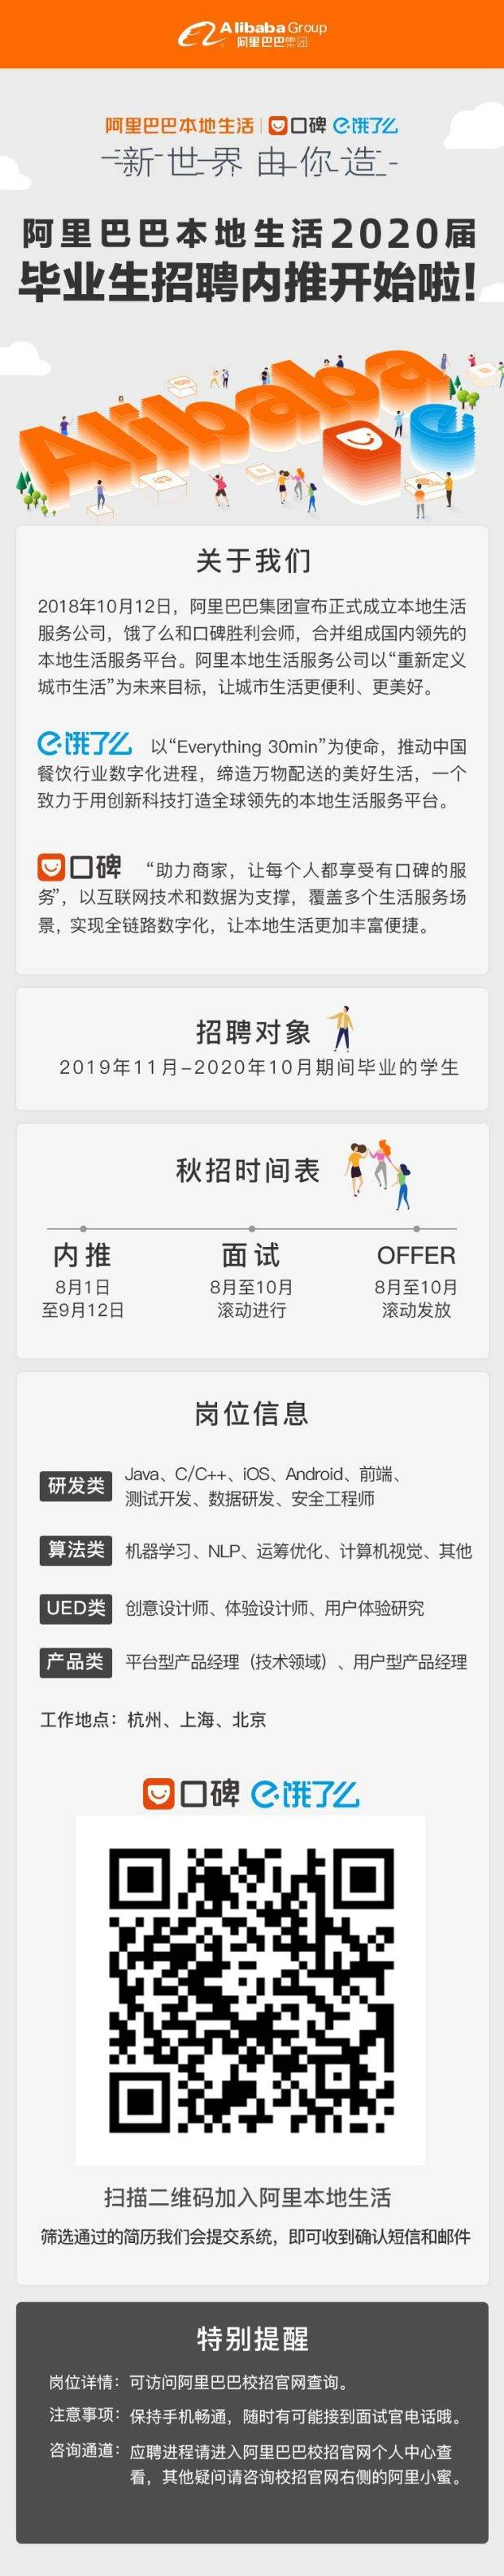 Alibaba Group
阿里巴巴集团
阿里巴巴本地生活 | 口碑 饿了么
新世界 由你造
阿里巴巴本地生活2020届
毕业生招聘内推开始啦！
Alibaba
关于我们
2018年10月12日，阿里巴巴集团宣布正式成立本地生活
服务公司，饿了么和口碑胜利会师，合并组成国内领先的
本地生活服务平台。阿里本地生活服务公司以“重新定义
城市生活”为未来目标，让城市生活更便利、更美好。
饿了么 以“Everything 30min”为使命，推动中国
餐饮行业数字化进程，缔造万物配送的美好生活，一个
致力于用创新科技打造全球领先的本地生活服务平台。
口碑 “助力商家，让每个人都享受有口碑的服
务”，以互联网技术和数据为支撑，覆盖多个生活服务场
景，实现全链路数字化，让本地生活更加丰富便捷。
招聘对象
2019年11月-2020年10月期间毕业的学生
秋招时间表
内推 面试 OFFER
8月1日 8月至10月 8月至10月
至9月12日 滚动进行 滚动发放
岗位信息
研发类 Java、C/C++、iOS、Android、前端、
测试开发、数据研发、安全工程师
算法类 机器学习、NLP、运筹优化、计算机视觉、其他
UED类 创意设计师、体验设计师、用户体验研究
产品类 平台型产品经理（技术领域）、用户型产品经理
工作地点：杭州、上海、北京
口碑 饿了么
扫描二维码加入阿里本地生活
筛选通过的简历我们会提交系统，即可收到确认短信和邮件
特别提醒
岗位详情：可访问阿里巴巴校招官网查询。
注意事项：保持手机畅通，随时有可能接到面试官电话哦。
咨询通道：应聘进程请进入阿里巴巴校招官网个人中心查
看，其他疑问请咨询校招官网右侧的阿里小蜜。